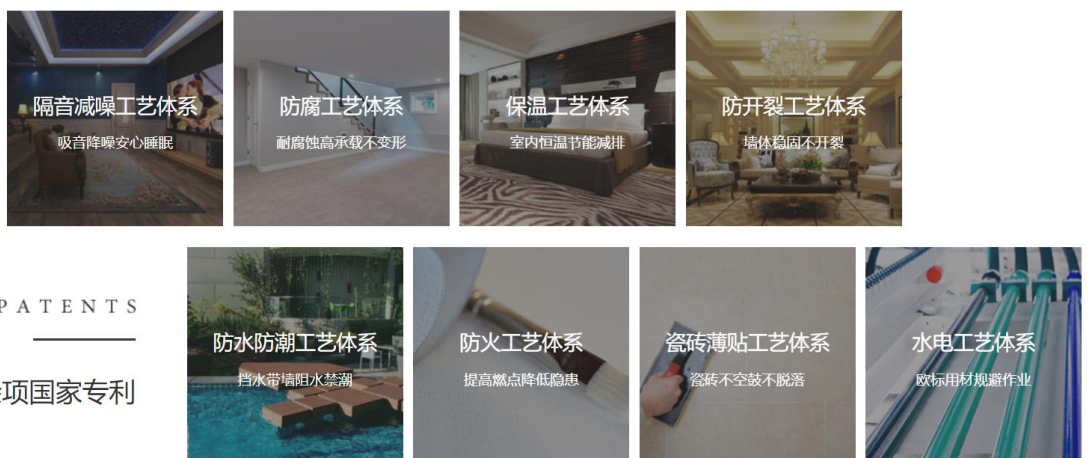 隔音减噪工艺体系
吸音降噪安心睡眠
防腐工艺体系
耐腐蚀高承载不变形
保温工艺体系
室内恒温节能减排
防开裂工艺体系
墙体稳固不开裂
PATENTS
项国家专利
防水防潮工艺体系
挡水带墙阻水禁潮
防火工艺体系
提高燃点降低隐患
瓷砖薄贴工艺体系
瓷砖不空鼓不脱落
水电工艺体系
欧标用材规避作业